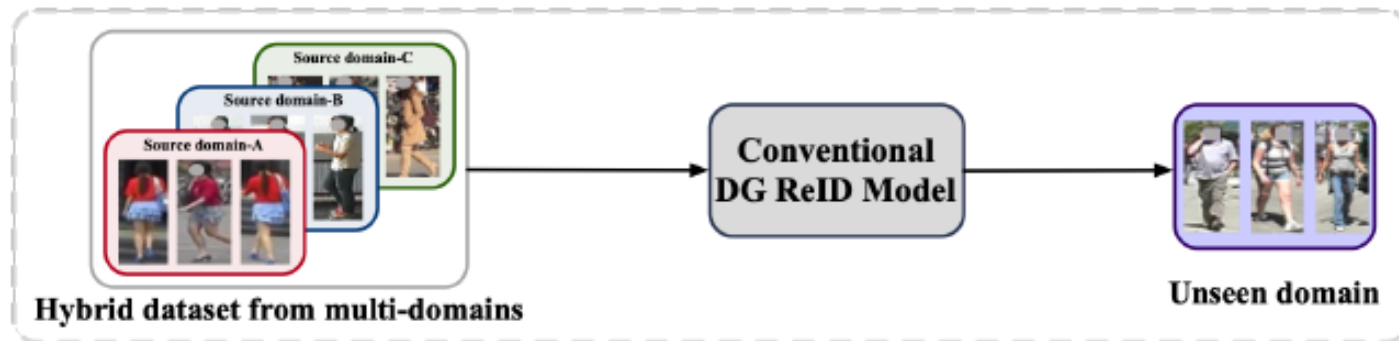 Source domain-C
Source domain-B
Source domain-A
Conventional
DG ReID Model
Hybrid dataset from multi-domains
Unseen domain